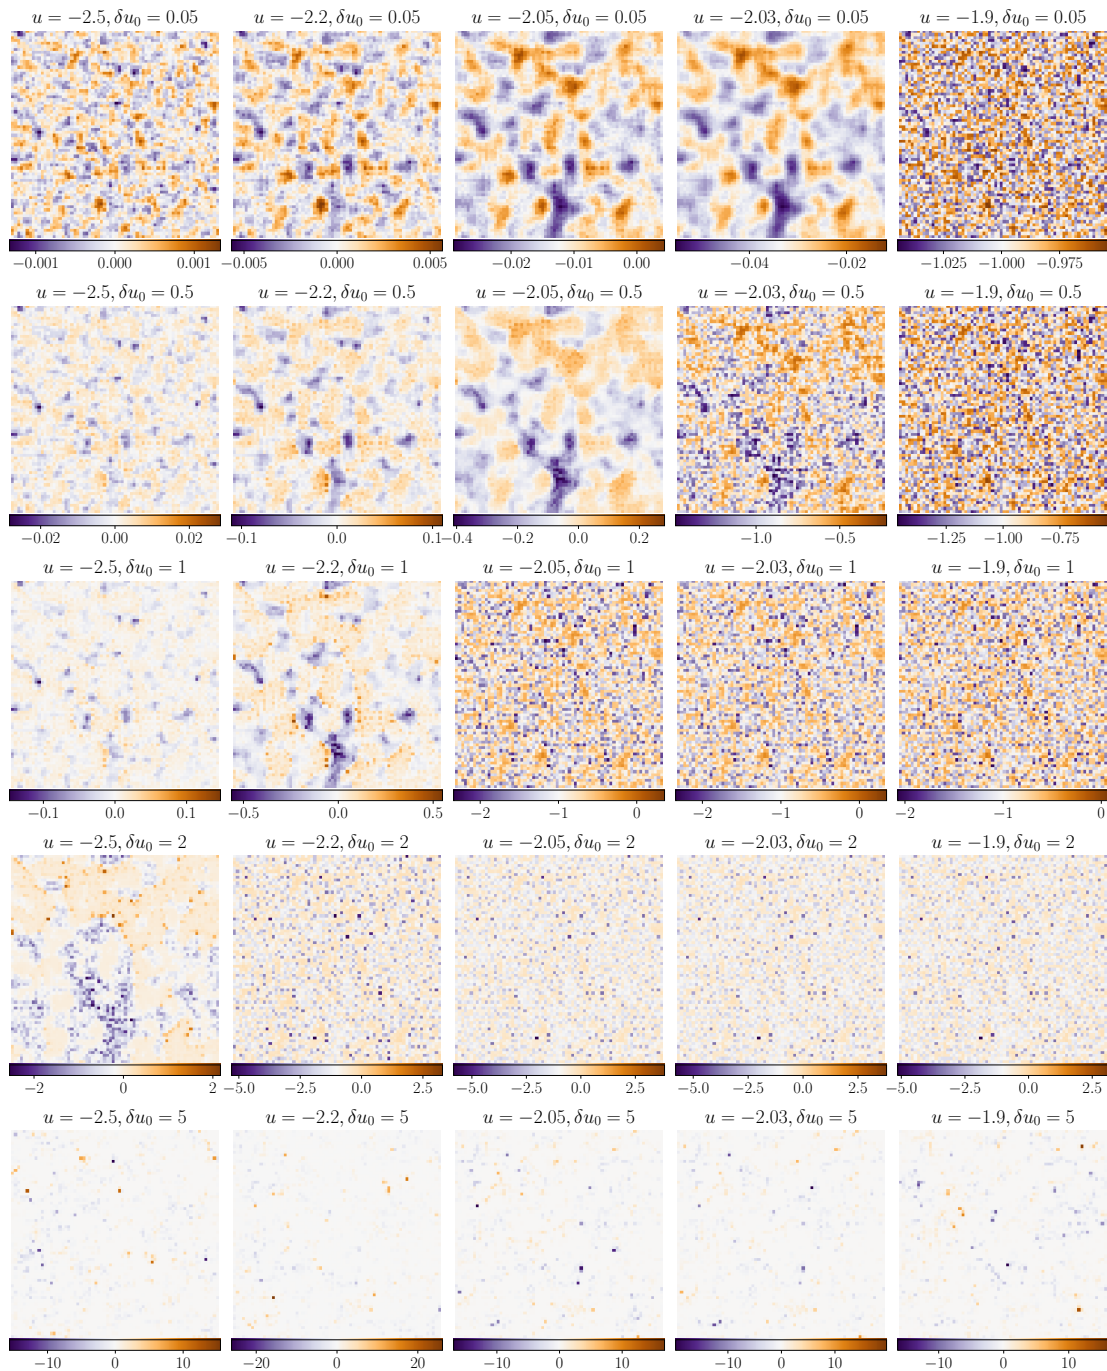 u = −2.5, δu₀ = 0.05 u = −2.2, δu₀ = 0.05 u = −2.05, δu₀ = 0.05 u = −2.03, δu₀ = 0.05 u = −1.9, δu₀ = 0.05
−0.001 0.000 0.001 −0.005 0.000 0.005 −0.02 −0.01 0.00 −0.04 −0.02 −1.025 −1.000 −0.975
u = −2.5, δu₀ = 0.5 u = −2.2, δu₀ = 0.5 u = −2.05, δu₀ = 0.5 u = −2.03, δu₀ = 0.5 u = −1.9, δu₀ = 0.5
−0.02 0.00 0.02 −0.1 0.0 0.1 −0.4 −0.2 0.0 0.2 −1.0 −0.5 −1.25 −1.00 −0.75
u = −2.5, δu₀ = 1 u = −2.2, δu₀ = 1 u = −2.05, δu₀ = 1 u = −2.03, δu₀ = 1 u = −1.9, δu₀ = 1
−0.1 0.0 0.1 −0.5 0.0 0.5 −2 −1 0 −2 −1 0 −2 −1 0
u = −2.5, δu₀ = 2 u = −2.2, δu₀ = 2 u = −2.05, δu₀ = 2 u = −2.03, δu₀ = 2 u = −1.9, δu₀ = 2
−2 0 2 −5.0 −2.5 0.0 2.5 −5.0 −2.5 0.0 2.5 −5.0 −2.5 0.0 2.5 −5.0 −2.5 0.0 2.5
u = −2.5, δu₀ = 5 u = −2.2, δu₀ = 5 u = −2.05, δu₀ = 5 u = −2.03, δu₀ = 5 u = −1.9, δu₀ = 5
−10 0 10 −20 0 20 −10 0 10 −10 0 10 −10 0 10